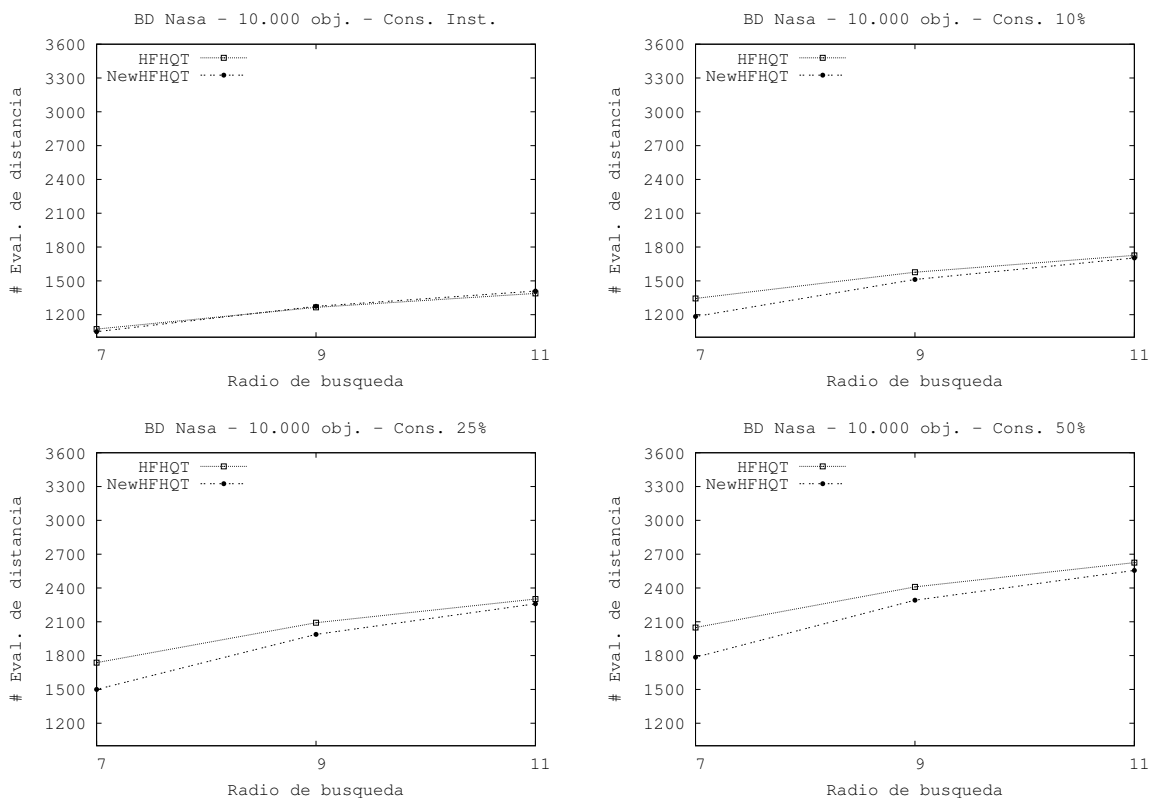 BD Nasa - 10.000 obj. - Cons. Inst.
3600
3300
3000
2700
2400
2100
1800
1500
1200
# Eval. de distancia
HFHQT
NewHFHQT
7 9 11
Radio de busqueda
BD Nasa - 10.000 obj. - Cons. 10%
3600
3300
3000
2700
2400
2100
1800
1500
1200
# Eval. de distancia
HFHQT
NewHFHQT
7 9 11
Radio de busqueda
BD Nasa - 10.000 obj. - Cons. 25%
3600
3300
3000
2700
2400
2100
1800
1500
1200
# Eval. de distancia
HFHQT
NewHFHQT
7 9 11
Radio de busqueda
BD Nasa - 10.000 obj. - Cons. 50%
3600
3300
3000
2700
2400
2100
1800
1500
1200
# Eval. de distancia
HFHQT
NewHFHQT
7 9 11
Radio de busqueda